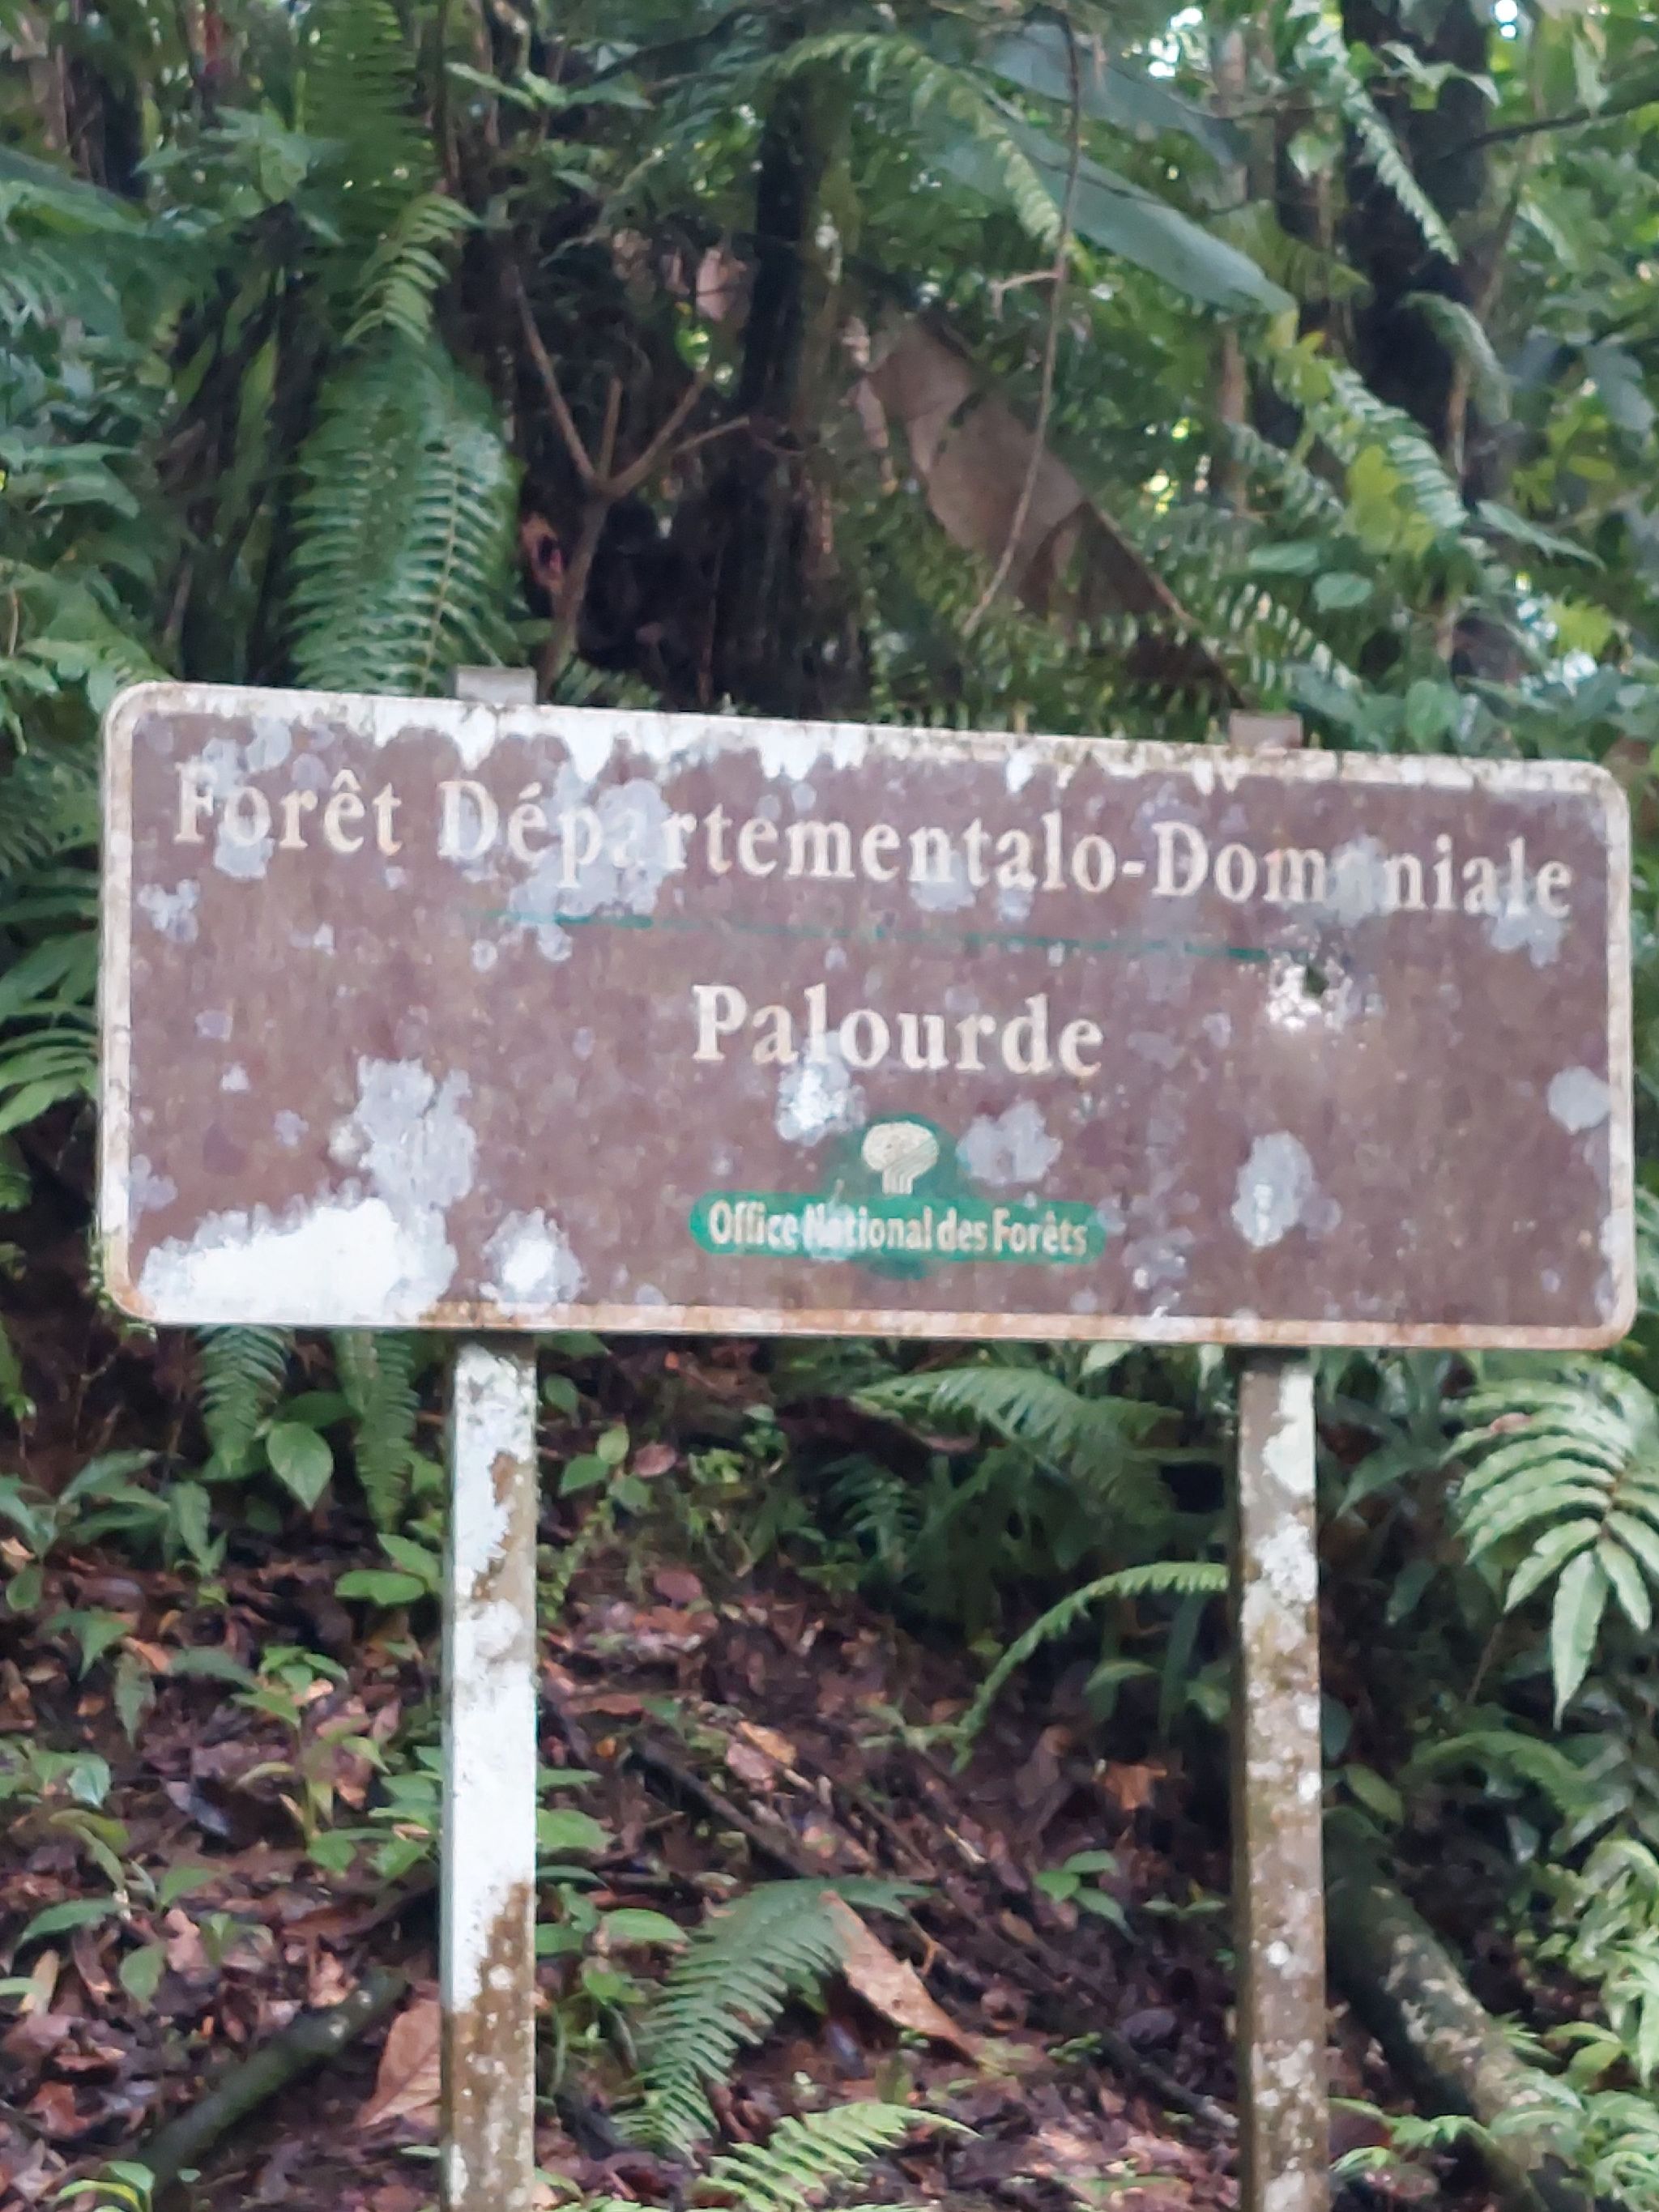 Forêt Départementalo-Domaniale
Palourde
Office National des Forêts